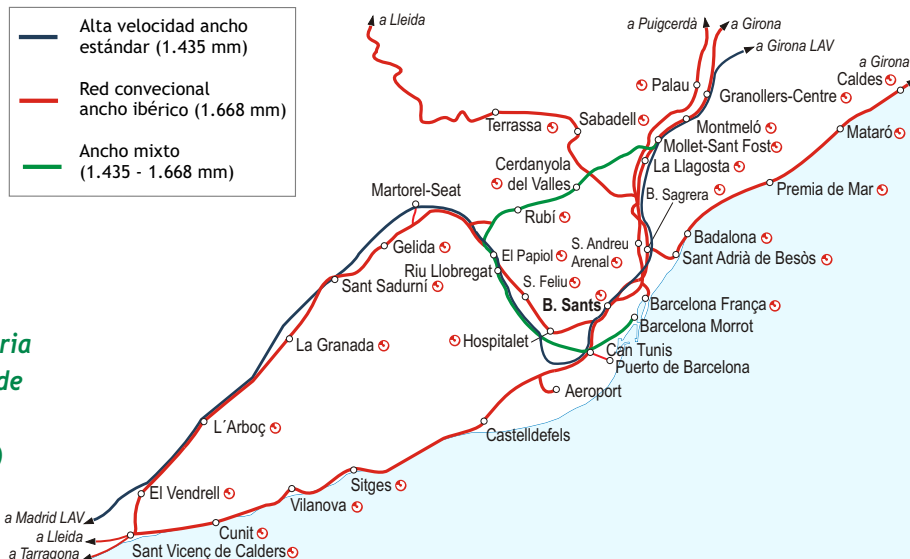 Alta velocidad ancho
estándar (1.435 mm)
Red convecional
ancho ibérico (1.668 mm)
Ancho mixto
(1.435 - 1.668 mm)
a Lleida
a Puigcerdà
a Girona
a Girona LAV
a Girona
Caldes
Palau
Granollers-Centre
Terrassa
Sabadell
Montmeló
Mollet-Sant Fost
Mataró
La Llagosta
Cerdanyola
del Valles
B. Sagrera
Premia de Mar
Martorel-Seat
Rubí
Gelida
El Papiol
S. Andreu
Arenal
Badalona
Sant Adrià de Besòs
Riu Llobregat
Sant Sadurní
S. Feliu
B. Sants
Barcelona França
Barcelona Morrot
Hospitalet
La Granada
Can Tunis
Puerto de Barcelona
Aeroport
ria
de
L´Arboç
Castelldefels
)
El Vendrell
Sitges
Vilanova
a Madrid LAV
Cunit
a Lleida
Sant Vicenç de Calders
a Tarragona